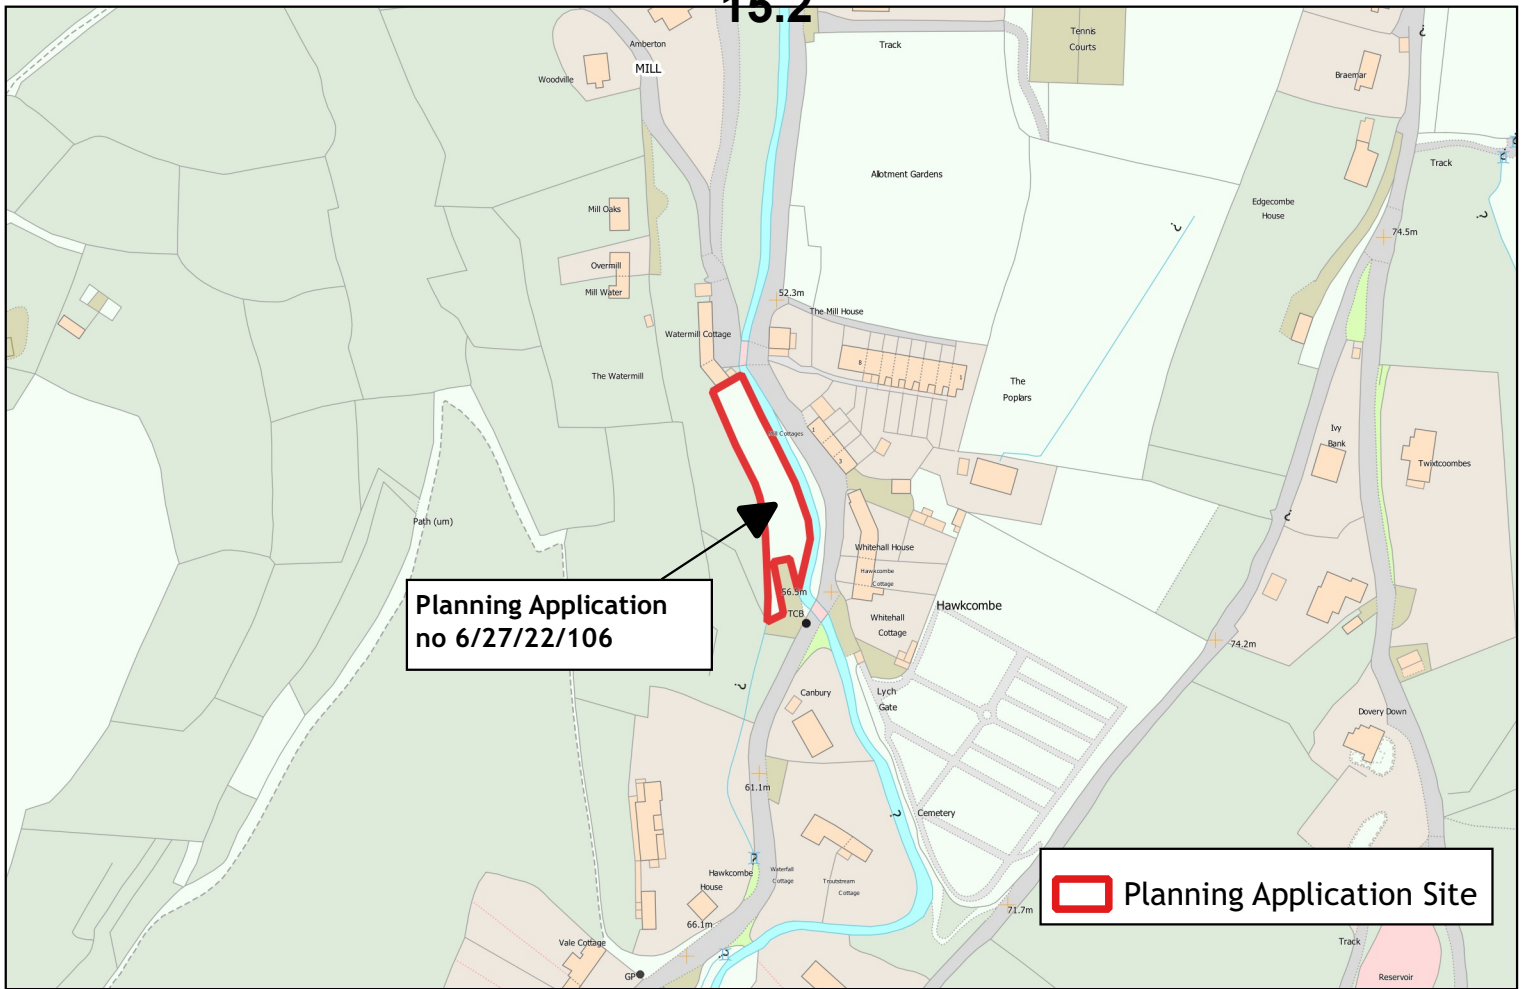 15.2
Amberton
MILL
Woodville
Track
Tennis
Courts
Braemar
Track
Allotment Gardens
Edgecombe
House
Mill Oaks
74.5m
Overmill
Mill Water
52.3m
The Mill House
Watermill Cottage
8
1
The Watermill
The
Poplars
Mill Cottages
1
3
Ivy
Bank
Twixtcoombes
Path (um)
Whitehall House
Hawkcombe
Cottage
56.5m
TCB
Whitehall
Cottage
Hawkcombe
Planning Application
no 6/27/22/106
74.2m
Canbury
Lych
Gate
Dovery Down
61.1m
Cemetery
Hawkcombe
House
Waterfall
Cottage
Troutstream
Cottage
Planning Application Site
71.7m
66.1m
Vale Cottage
GP
Track
Reservoir